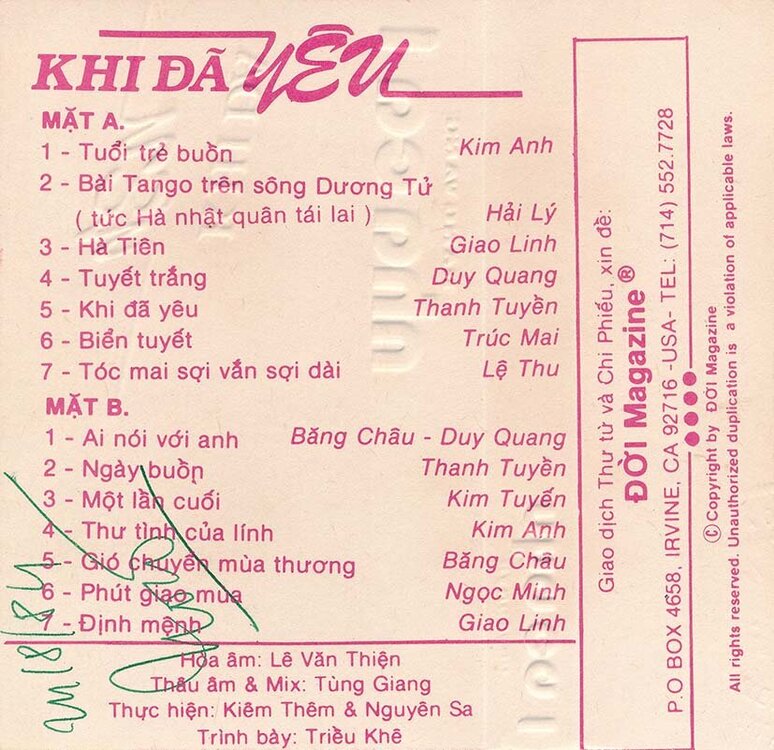 KHI ĐÃ YÊU
MẶT A.
1 - Tuổi trẻ buồn Kim Anh
2 - Bài Tango trên sông Dương Tử
( tức Hà nhật quân tái lai ) Hải Lý
3 - Hà Tiên Giao Linh
4 - Tuyết trắng Duy Quang
5 - Khi đã yêu Thanh Tuyền
6 - Biển tuyết Trúc Mai
7 - Tóc mai sợi vắn sợi dài Lệ Thu
MẶT B.
1 - Ai nói với anh Băng Châu - Duy Quang
2 - Ngày buồn Thanh Tuyền
3 - Một lần cuối Kim Tuyến
4 - Thư tình của lính Kim Anh
5 - Gió chuyển mùa thương Băng Châu
6 - Phút giao mùa Ngọc Minh
7 - Định mệnh Giao Linh
Hòa âm: Lê Văn Thiện
Thâu âm & Mix: Tùng Giang
Thực hiện: Kiêm Thêm & Nguyên Sa
Trình bày: Triều Khê
Giao dịch Thư từ và Chi Phiếu, xin đề:
ĐỜI Magazine ®
P.O BOX 4658, IRVINE, CA 92716 -USA- TEL: (714) 552.7728
© Copyright by ĐỜI Magazine
All rights reserved. Unauthorized duplication is a violation of applicable laws.